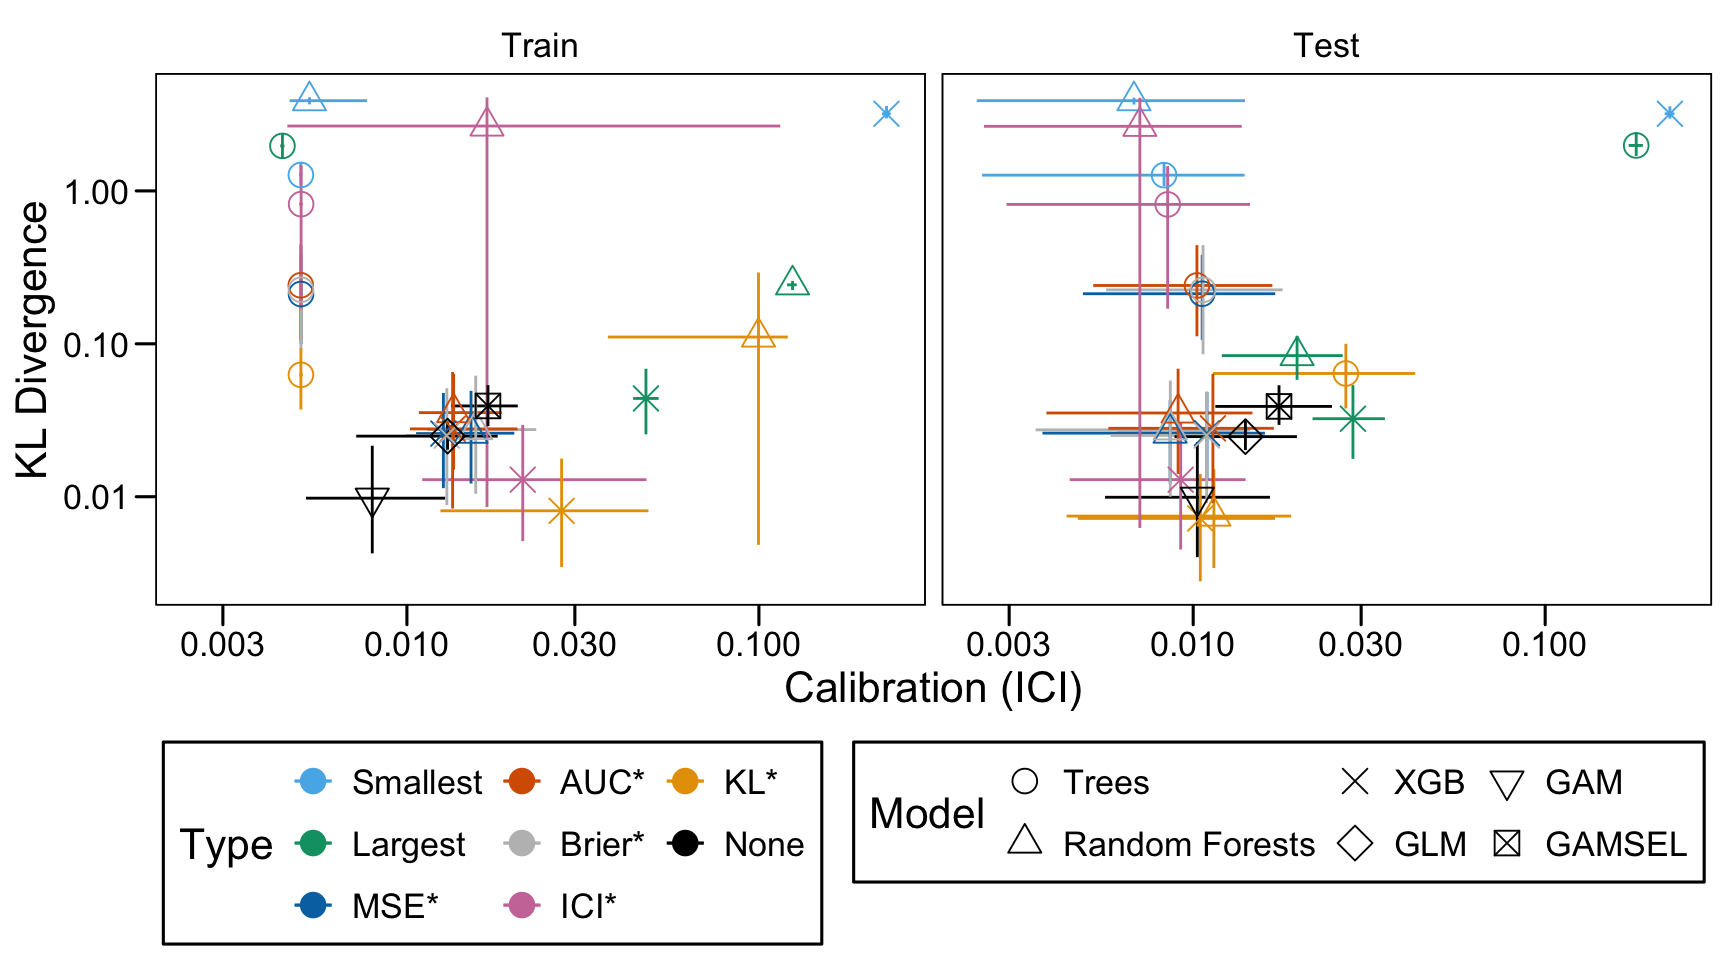 Train
Test
KL Divergence
1.00
0.10
0.01
0.003 0.010 0.030 0.100
0.003 0.010 0.030 0.100
Calibration (ICI)
Type
Smallest
Largest
MSE*
AUC*
Brier*
ICI*
KL*
None
Model
Trees
Random Forests
XGB
GLM
GAM
GAMSEL